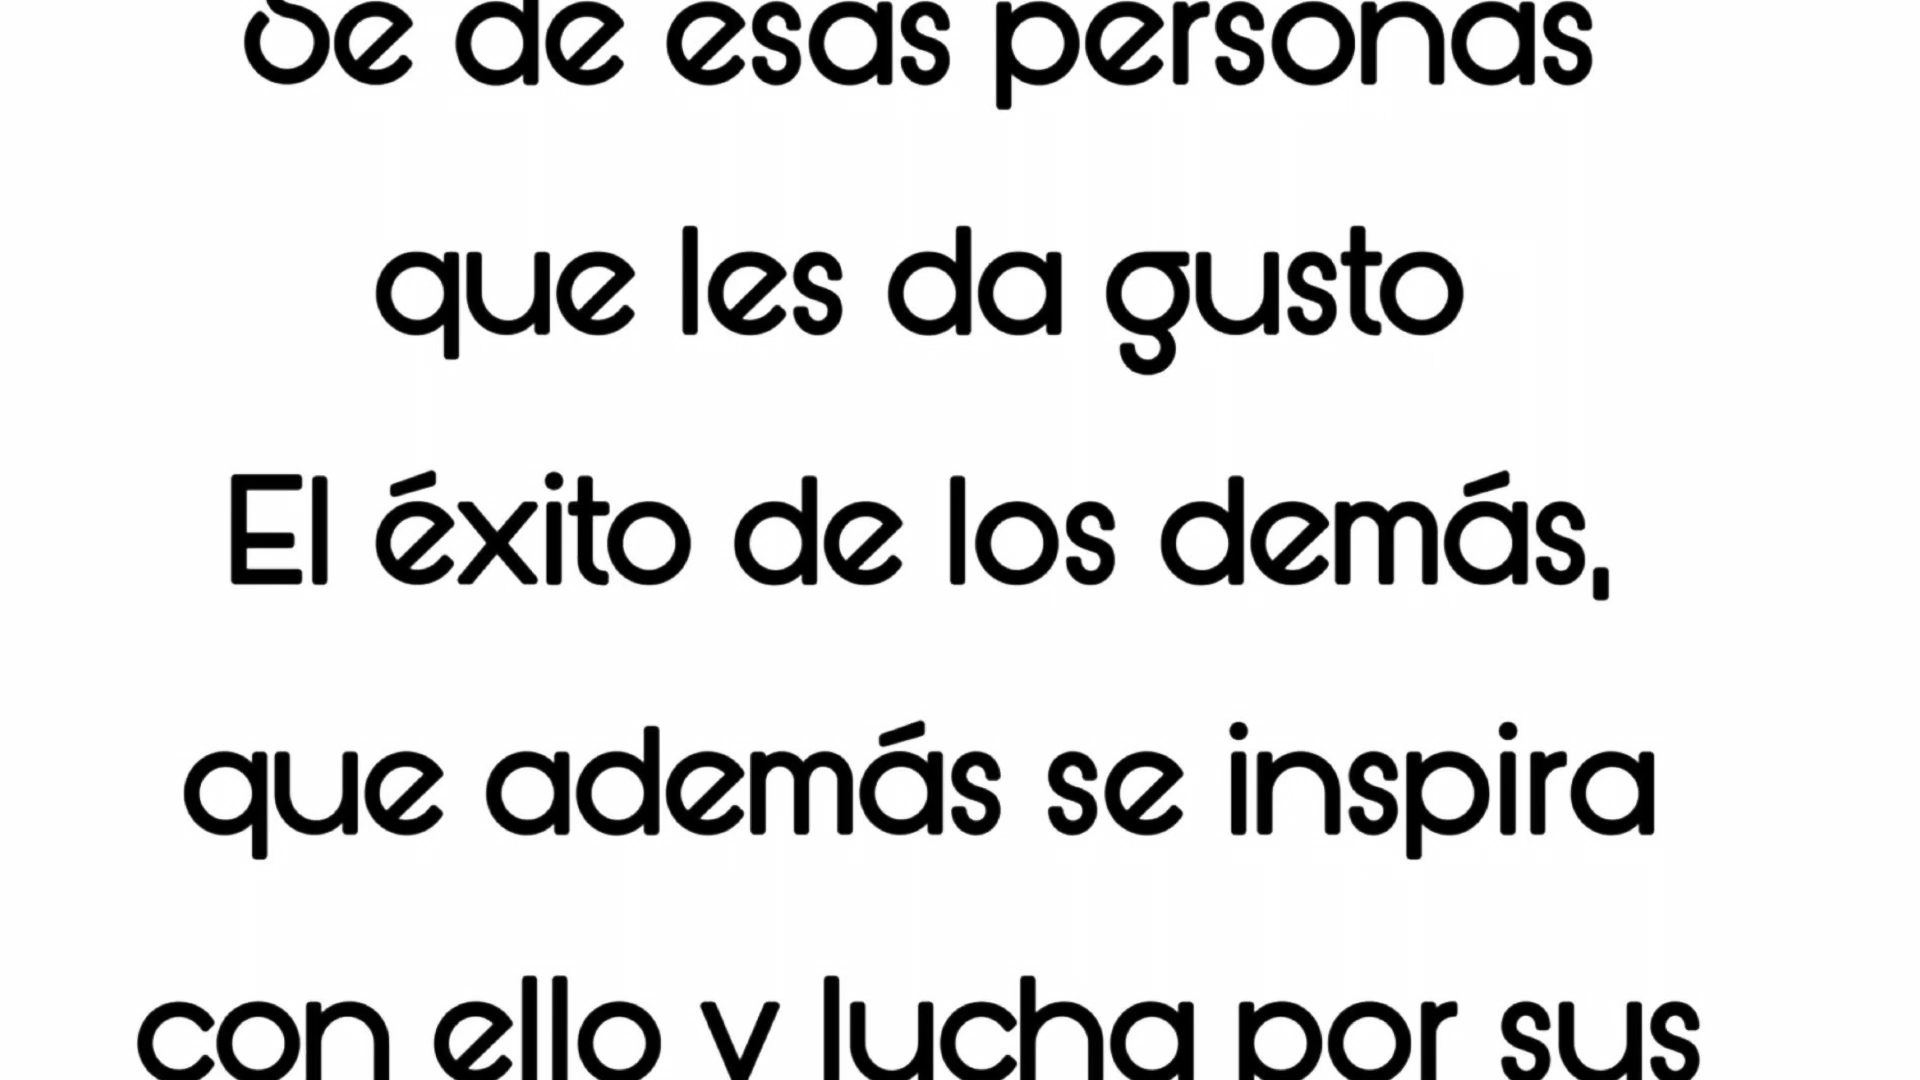 Se de esas personas
que les da gusto
El éxito de los demás,
que además se inspira
con ello y lucha por sus